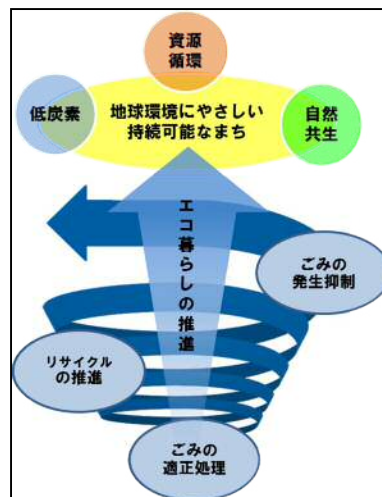 資源
循環
低炭素
地球環境にやさしい
持続可能なまち
自然
共生
エコ暮らしの推進
ごみの
発生抑制
リサイクル
の推進
ごみの
適正処理